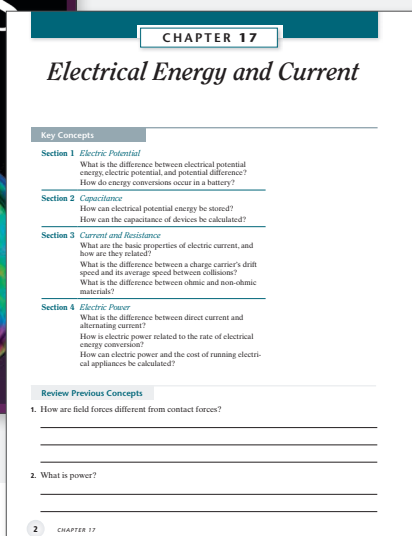 CHAPTER 17
Electrical Energy and Current
Key Concepts
Section 1 Electric Potential
What is the difference between electrical potential
energy, electric potential, and potential difference?
How do energy conversions occur in a battery?
Section 2 Capacitance
How can electrical potential energy be stored?
How can the capacitance of devices be calculated?
Section 3 Current and Resistance
What are the basic properties of electric current, and
how are they related?
What is the difference between a charge carrier's drift
speed and its average speed between collisions?
What is the difference between ohmic and non-ohmic
materials?
Section 4 Electric Power
What is the difference between direct current and
alternating current?
How is electric power related to the rate of electrical
energy conversion?
How can electric power and the cost of running electri-
cal appliances be calculated?
Review Previous Concepts
1. How are field forces different from contact forces?
2. What is power?
2 CHAPTER 17